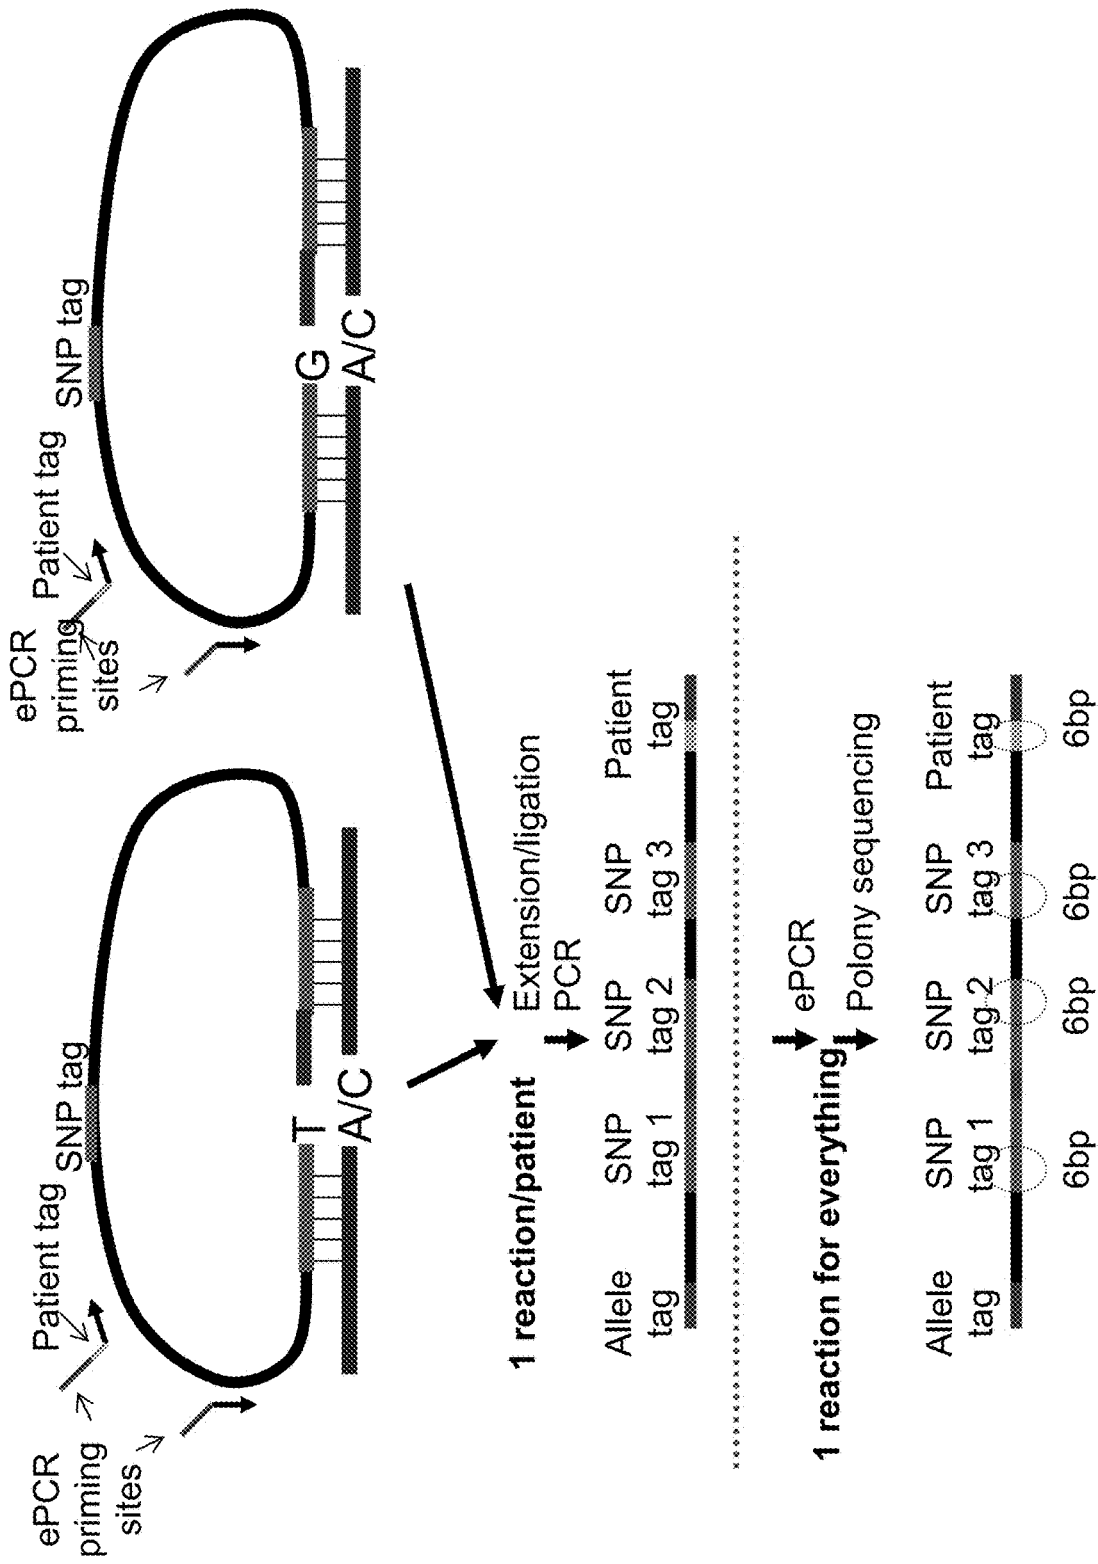 ePCR
priming
sites
Patient tag
SNP tag
T
A/C
ePCR
priming
sites
Patient tag
SNP tag
G
A/C
1 reaction/patient
Extension/ligation
PCR
Allele
tag
SNP
tag 1
SNP
tag 2
SNP
tag 3
Patient
tag
1 reaction for everything
ePCR
Polony sequencing
Allele
tag
SNP
tag 1
SNP
tag 2
SNP
tag 3
Patient
tag
6bp
6bp
6bp
6bp